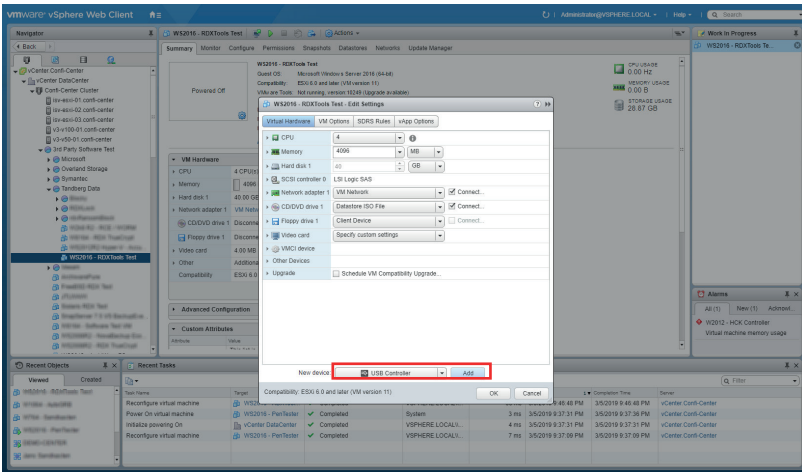 vmware vSphere Web Client
Administrator@VSPHERE.LOCAL
Help
Search
Navigator
Back
vCenter Confi-Center
vCenter DataCenter
Confi-Center Cluster
isv-esxi-01.confi-center
isv-esxi-02.confi-center
isv-esxi-03.confi-center
v3-v100-01 confi-center
v3-v50-01 confi-center
3rd Party Software Test
Microsoft
Overland Storage
Symantec
Tandberg Data
WS2016 - RDXTools Test
WS2016 - RDXTools Test
Actions
Summary Monitor Configure Permissions Snapshots Datastores Networks Update Manager
Powered Off
WS2016 - RDXTools Test
Guest OS: Microsoft Windows Server 2016 (64-bit)
Compatibility: ESXi 6.0 and later (VM version 11)
VMware Tools: Not running, version:10249 (Upgrade available)
CPU USAGE
0.00 Hz
MEMORY USAGE
0.00 B
STORAGE USAGE
28.87 GB
VM Hardware
CPU 4 CPU(s)
Memory 4096
Hard disk 1 40.00 GB
Network adapter 1 VM Netw
CD/DVD drive 1 Disconne
Floppy drive 1 Disconne
Video card 4.00 MB
Other Additiona
Compatibility ESXi 6.0
Advanced Configuration
Custom Attributes
Attribute Value
WS2016 - RDXTools Test - Edit Settings
Virtual Hardware VM Options SDRS Rules vApp Options
CPU 4
Memory 4096 MB
Hard disk 1 40 GB
SCSI controller 0 LSI Logic SAS
Network adapter 1 VM Network Connect...
CD/DVD drive 1 Datastore ISO File Connect...
Floppy drive 1 Client Device Connect...
Video card Specify custom settings
VMCI device
Other Devices
Upgrade Schedule VM Compatibility Upgrade...
New device: USB Controller Add
Compatibility: ESXi 6.0 and later (VM version 11)
OK Cancel
Work In Progress
WS2016 - RDXTools Te...
Alarms
All (1) New (1) Acknowl...
W2012 - HCK Controller
Virtual machine memory usage
Recent Objects
Viewed Created
Recent Tasks
Filter
Task Name Target Completion Time Server
Reconfigure virtual machine 3/5/2019 9:46:48 PM vCenter Confi-Center
Power On virtual machine WS2016 - PenTester Completed System 3 ms 3/5/2019 9:37:31 PM 3/5/2019 9:37:36 PM vCenter Confi-Center
Initialize powering On vCenter DataCenter Completed VSPHERE.LOCAL\... 4 ms 3/5/2019 9:37:31 PM 3/5/2019 9:37:31 PM vCenter Confi-Center
Reconfigure virtual machine WS2016 - PenTester Completed VSPHERE.LOCAL\... 7 ms 3/5/2019 9:37:09 PM 3/5/2019 9:37:09 PM vCenter Confi-Center